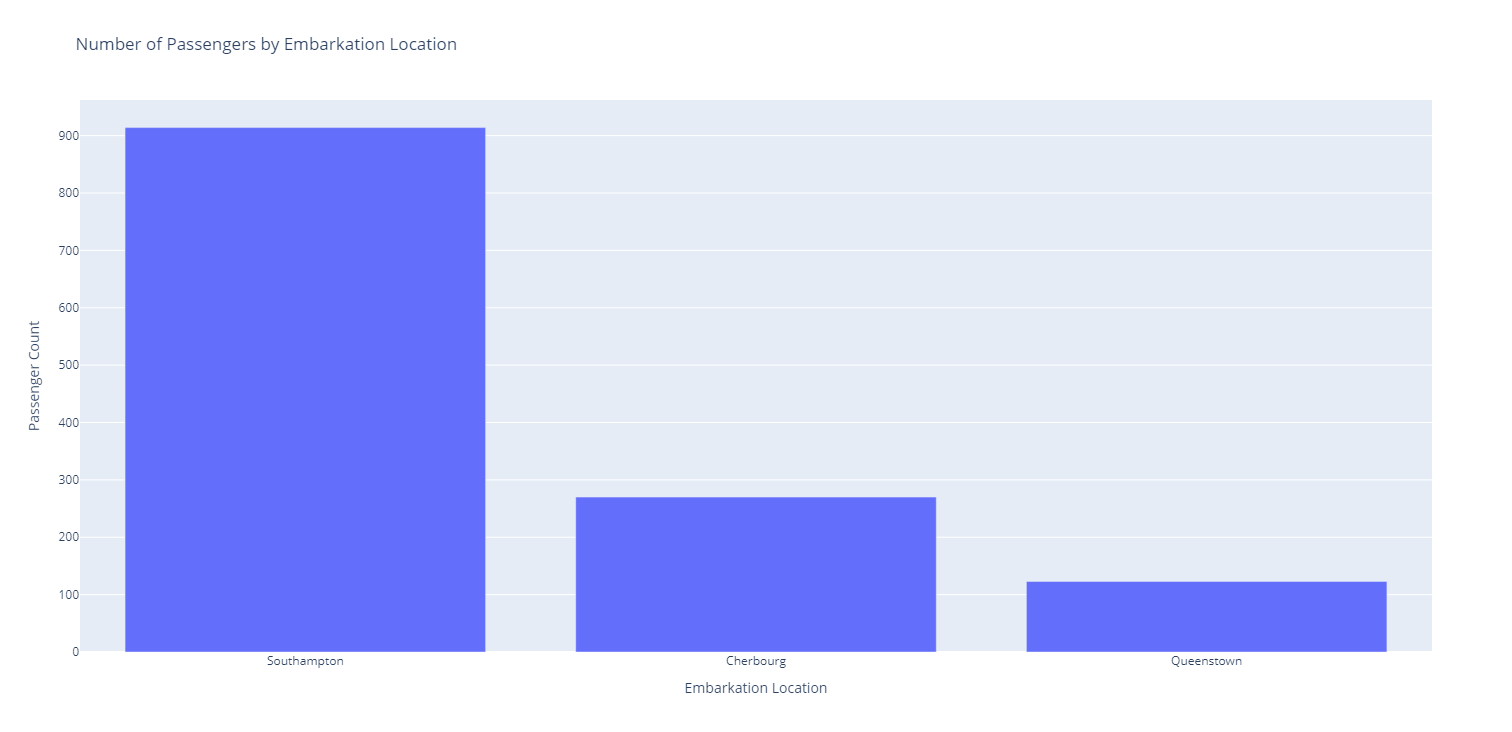 Number of Passengers by Embarkation Location
900
800
700
600
500
400
300
200
100
0
Passenger Count
Southampton
Cherbourg
Queenstown
Embarkation Location